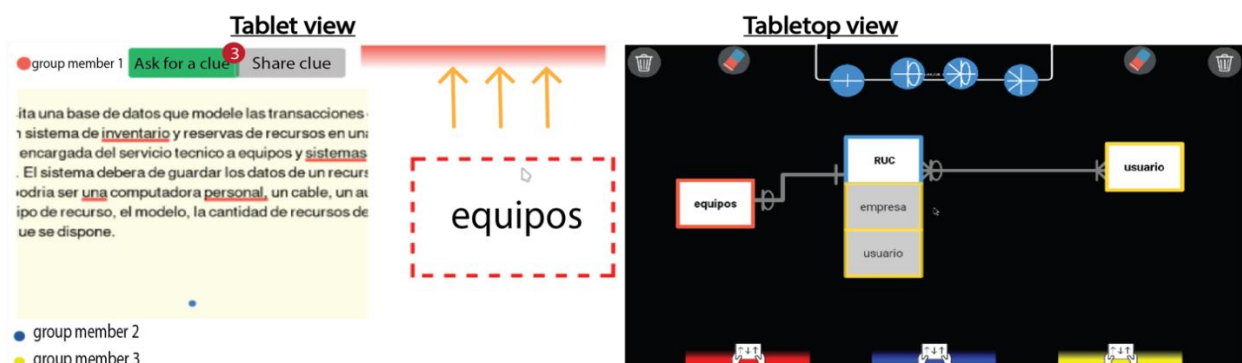 Tablet view
group member 1
Ask for a clue
3
Share clue
ita una base de datos que modele las transacciones
sistema de inventario y reservas de recursos en una
encargada del servicio tecnico a equipos y sistemas
. El sistema debera de guardar los datos de un recurs
odria ser una computadora personal, un cable, un au
ipo de recurso, el modelo, la cantidad de recursos de
ue se dispone.
equipos
group member 2
group member 3
Tabletop view
RUC
empresa
usuario
equipos
usuario